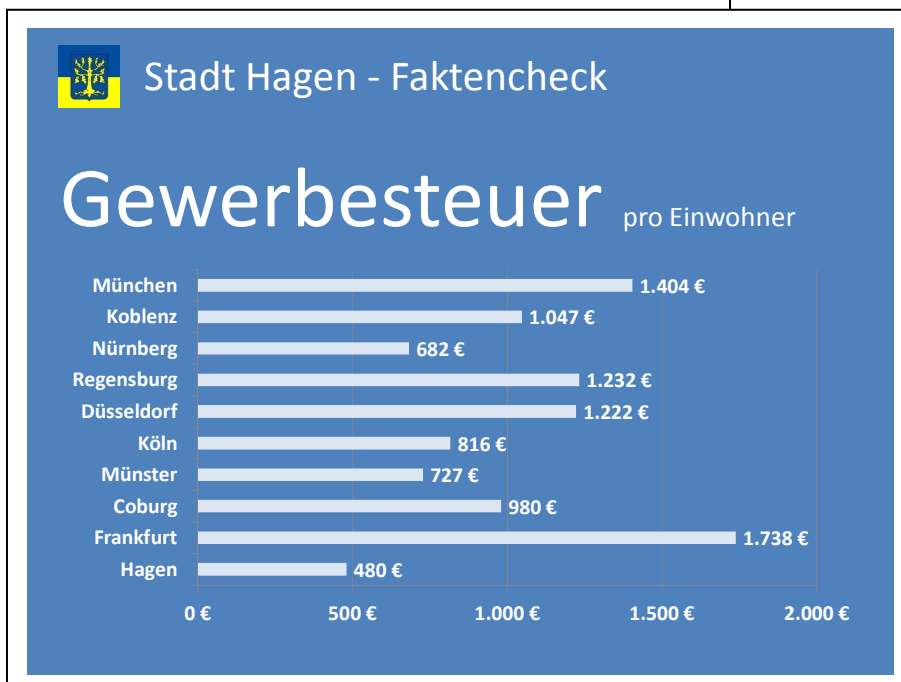 Stadt Hagen - Faktencheck
Gewerbesteuer pro Einwohner
München 1.404 €
Koblenz 1.047 €
Nürnberg 682 €
Regensburg 1.232 €
Düsseldorf 1.222 €
Köln 816 €
Münster 727 €
Coburg 980 €
Frankfurt 1.738 €
Hagen 480 €
0 € 500 € 1.000 € 1.500 € 2.000 €